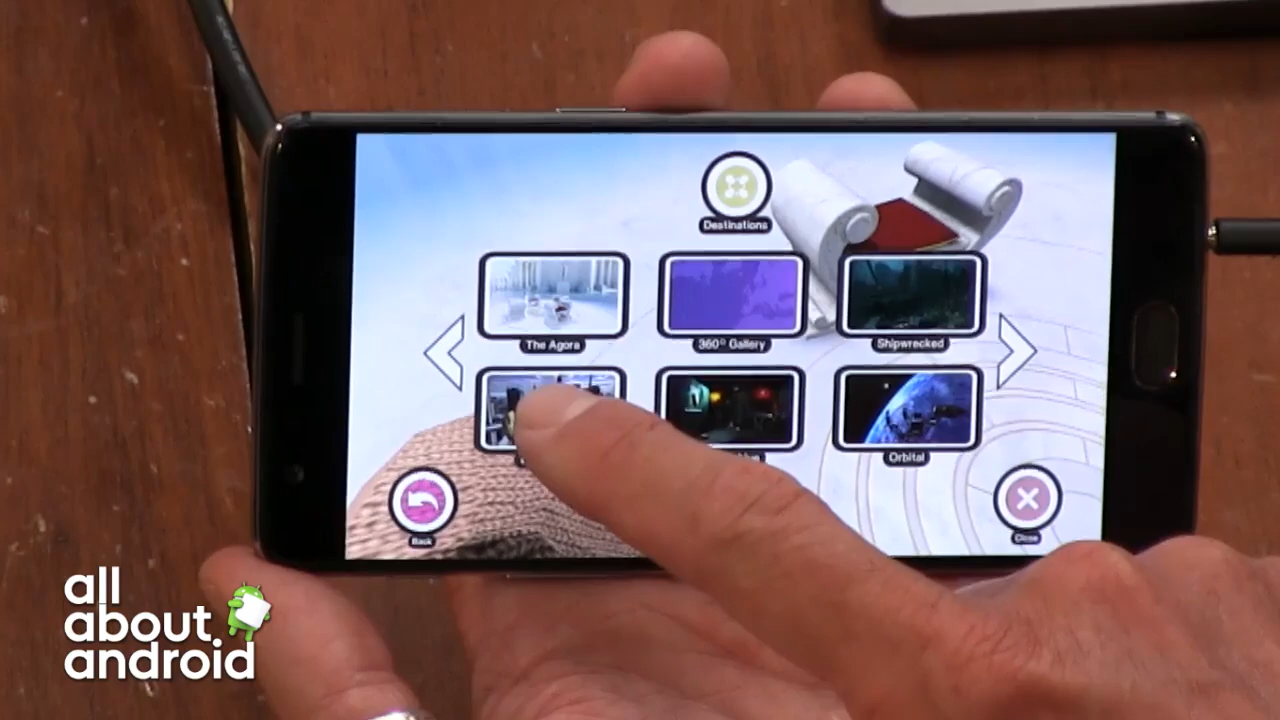 Destinations
The Agora
360° Gallery
Shipwrecked
Orbital
Back
Close
all
about
android